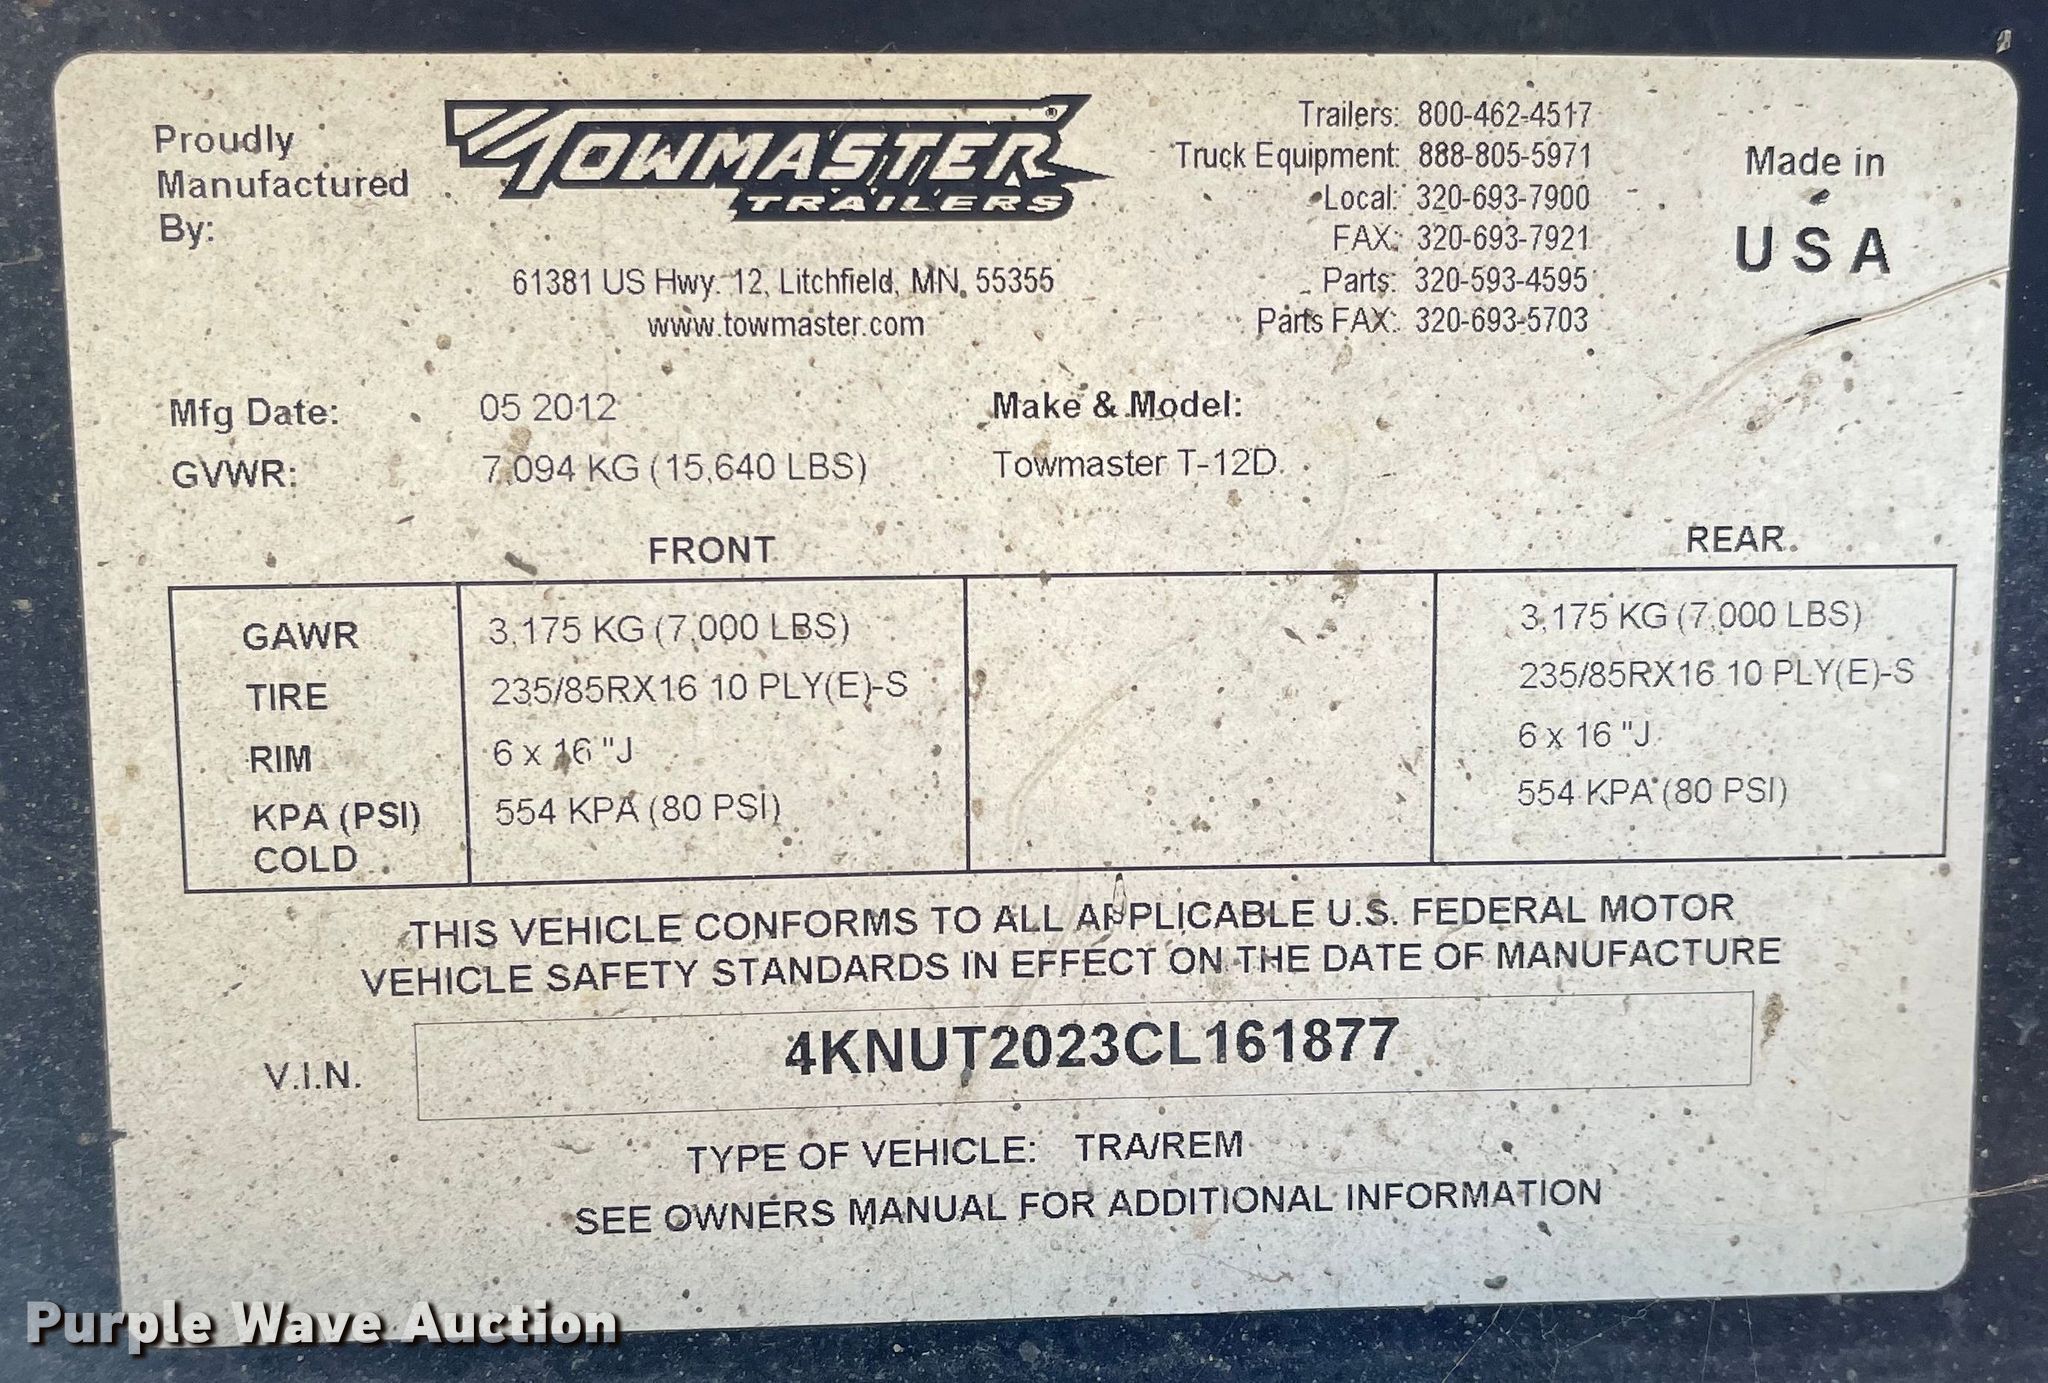 Proudly
Manufactured
By:
TOWMASTER®
TRAILERS
61381 US Hwy. 12, Litchfield, MN, 55355
www.towmaster.com
Trailers: 800-462-4517
Truck Equipment: 888-805-5971
Local: 320-693-7900
FAX: 320-693-7921
Parts: 320-593-4595
Parts FAX: 320-693-5703
Made in
USA
Mfg Date: 05 2012
GVWR: 7,094 KG (15,640 LBS)
Make & Model:
Towmaster T-12D
FRONT REAR
GAWR 3,175 KG (7,000 LBS) 3,175 KG (7,000 LBS)
TIRE 235/85RX16 10 PLY(E)-S 235/85RX16 10 PLY(E)-S
RIM 6 x 16 "J 6 x 16 "J
KPA (PSI) 554 KPA (80 PSI) 554 KPA (80 PSI)
COLD
THIS VEHICLE CONFORMS TO ALL APPLICABLE U.S. FEDERAL MOTOR
VEHICLE SAFETY STANDARDS IN EFFECT ON THE DATE OF MANUFACTURE
V.I.N. 4KNUT2023CL161877
TYPE OF VEHICLE: TRA/REM
SEE OWNERS MANUAL FOR ADDITIONAL INFORMATION
Purple Wave Auction